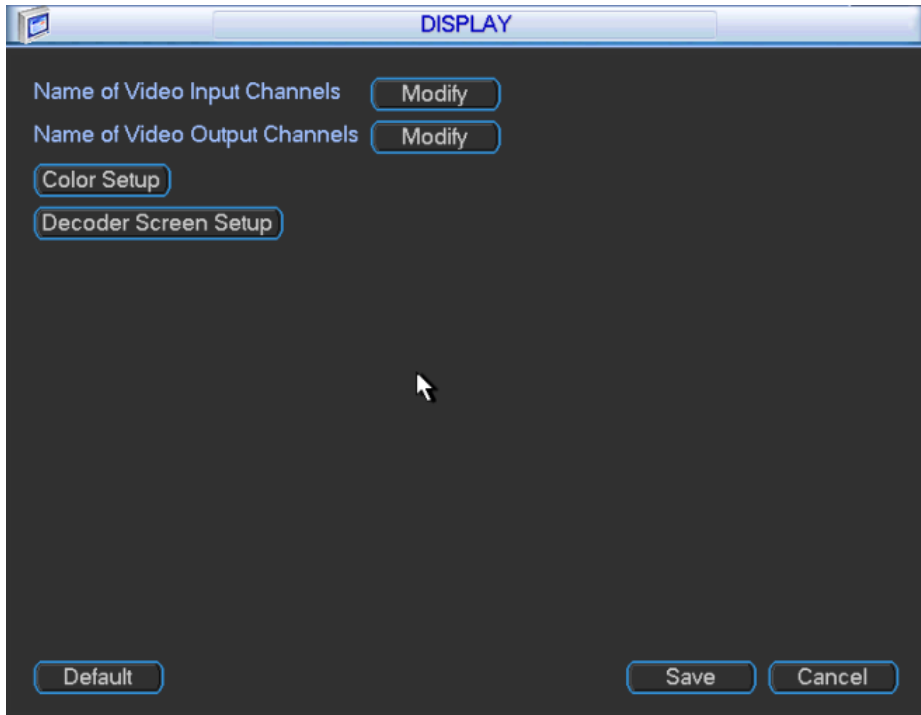 DISPLAY
Name of Video Input Channels Modify
Name of Video Output Channels Modify
Color Setup
Decoder Screen Setup
Default Save Cancel